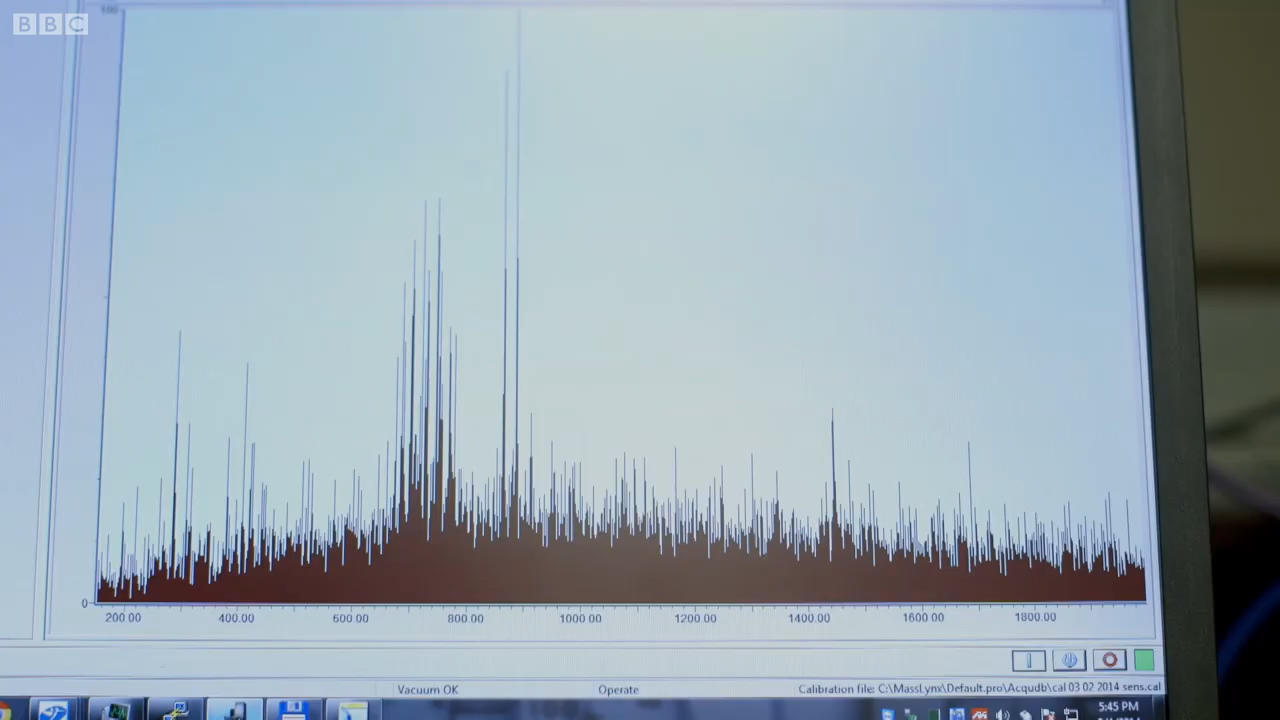 BBC
100
0
200 00 400.00 600 00 800.00 1000 00 1200 00 1400 00 1600 00 1800.00
Vacuum OK Operate Calibration file: C:\MassLynx\Default.pro\Acqudb\cal 03 02 2014 sens.cal
5:45 PM